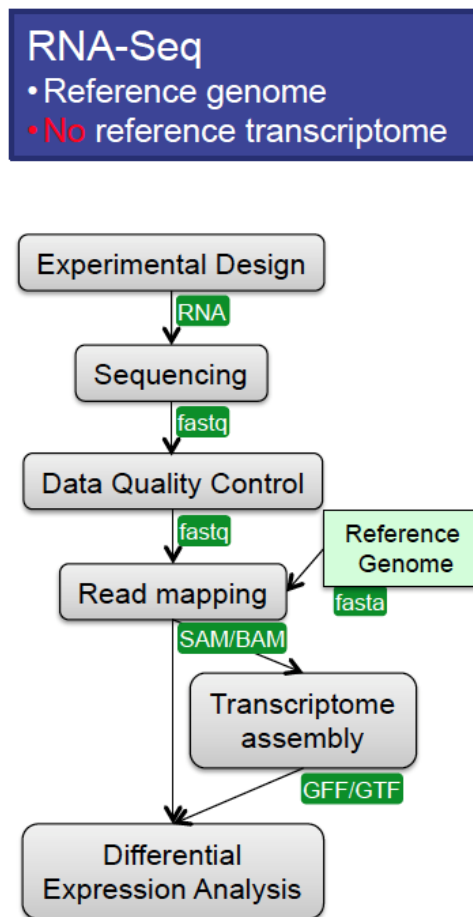 RNA-Seq
• Reference genome
• No reference transcriptome
Experimental Design
RNA
Sequencing
fastq
Data Quality Control
fastq
Reference
Genome
fasta
Read mapping
SAM/BAM
Transcriptome
assembly
GFF/GTF
Differential
Expression Analysis